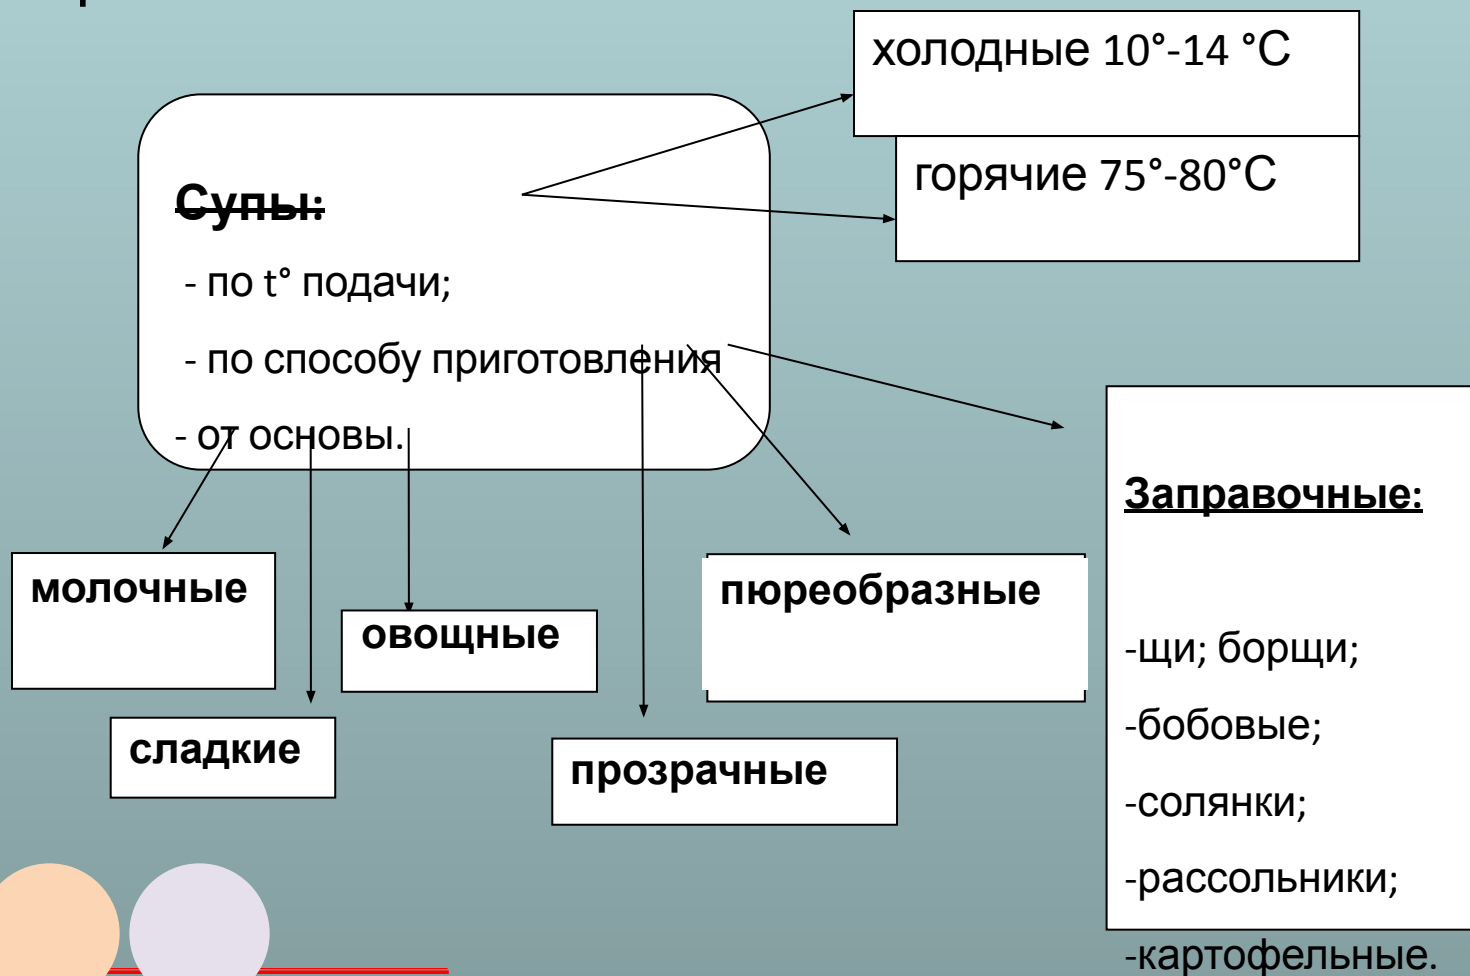 холодные 10°-14 °С
горячие 75°-80°С
Супы:
- по t° подачи;
- по способу приготовления
- от основы.
Заправочные:
-щи; борщи;
-бобовые;
-солянки;
-рассольники;
-картофельные.
молочные
овощные
пюреобразные
сладкие
прозрачные